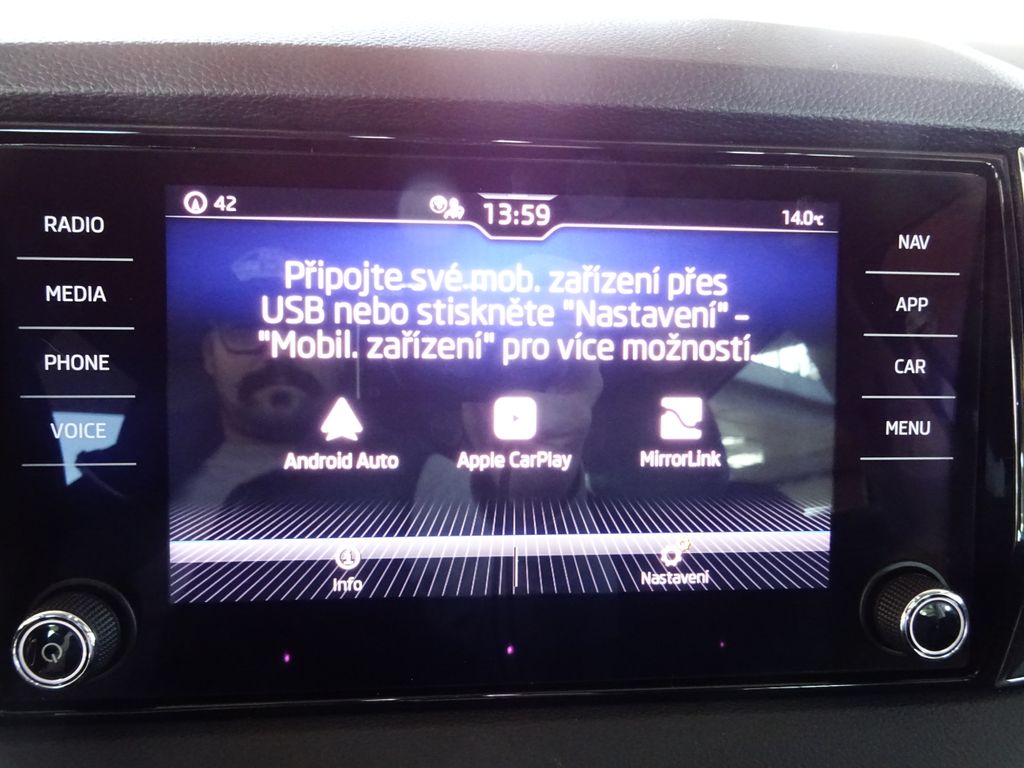 RADIO
MEDIA
PHONE
VOICE
42
13:59
14.0°c
Připojte své mob. zařízení přes
USB nebo stiskněte "Nastavení" -
"Mobil. zařízení" pro více možností.
Android Auto
Apple CarPlay
MirrorLink
Info
Nastavení
NAV
APP
CAR
MENU